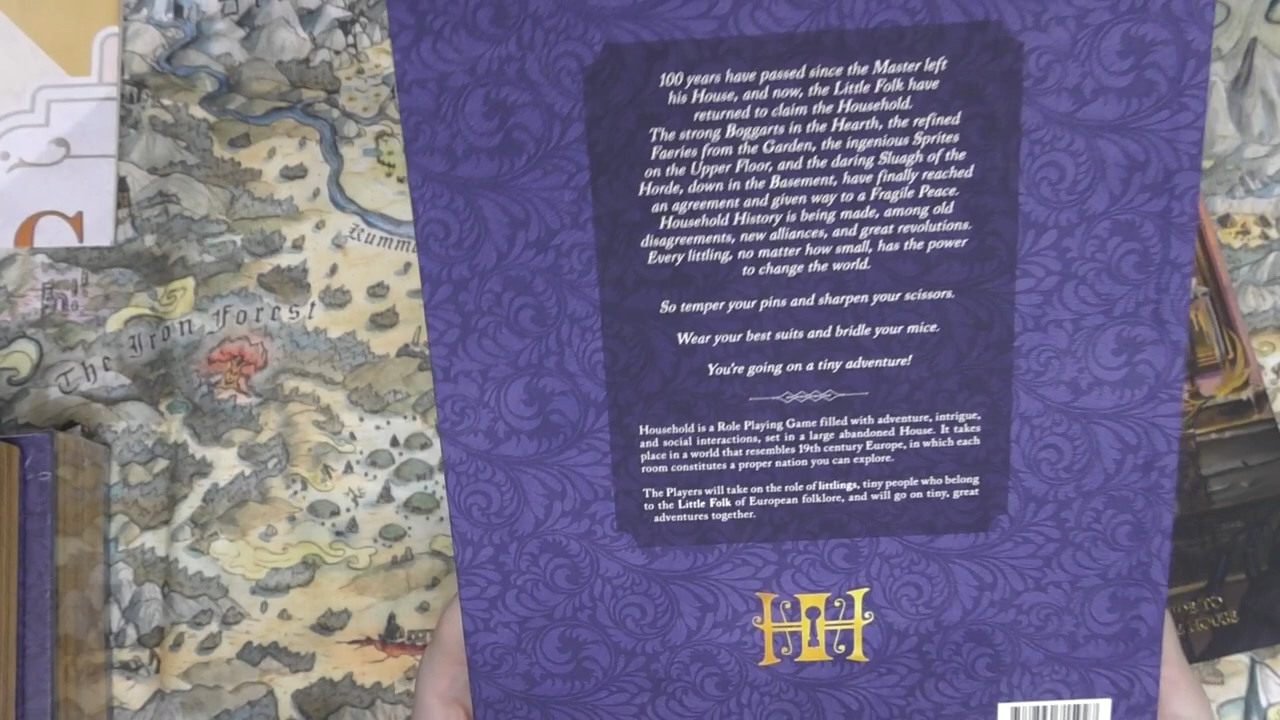 100 years have passed since the Master left
his House, and now, the Little Folk have
returned to claim the Household.
The strong Boggarts in the Hearth, the refined
Faeries from the Garden, the ingenious Sprites
on the Upper Floor, and the daring Sluagh of the
Horde, down in the Basement, have finally reached
an agreement and given way to a Fragile Peace.
Household History is being made, among old
disagreements, new alliances, and great revolutions.
Every littling, no matter how small, has the power
to change the world.
So temper your pins and sharpen your scissors.
Wear your best suits and bridle your mice.
You're going on a tiny adventure!
Household is a Role Playing Game filled with adventure, intrigue,
and social interactions, set in a large abandoned House. It takes
place in a world that resembles 19th century Europe, in which each
room constitutes a proper nation you can explore.
The Players will take on the role of littlings, tiny people who belong
to the Little Folk of European folklore, and will go on tiny, great
adventures together.
The Iron Forest